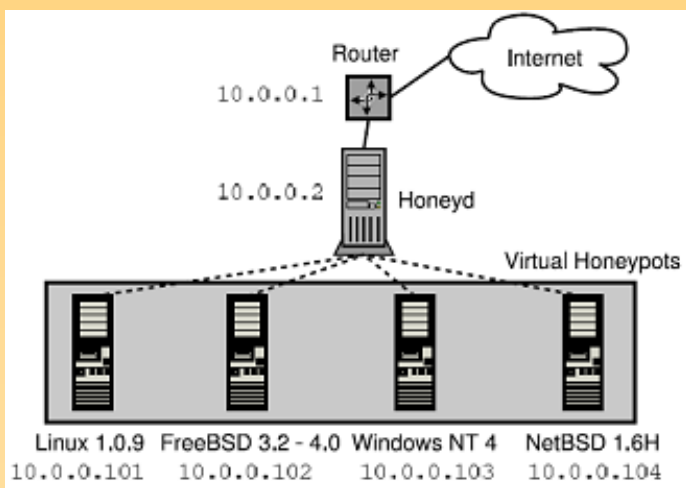 Router
Internet
10.0.0.1
10.0.0.2
Honeyd
Virtual Honeypots
Linux 1.0.9 FreeBSD 3.2 - 4.0 Windows NT 4 NetBSD 1.6H
10.0.0.101 10.0.0.102 10.0.0.103 10.0.0.104